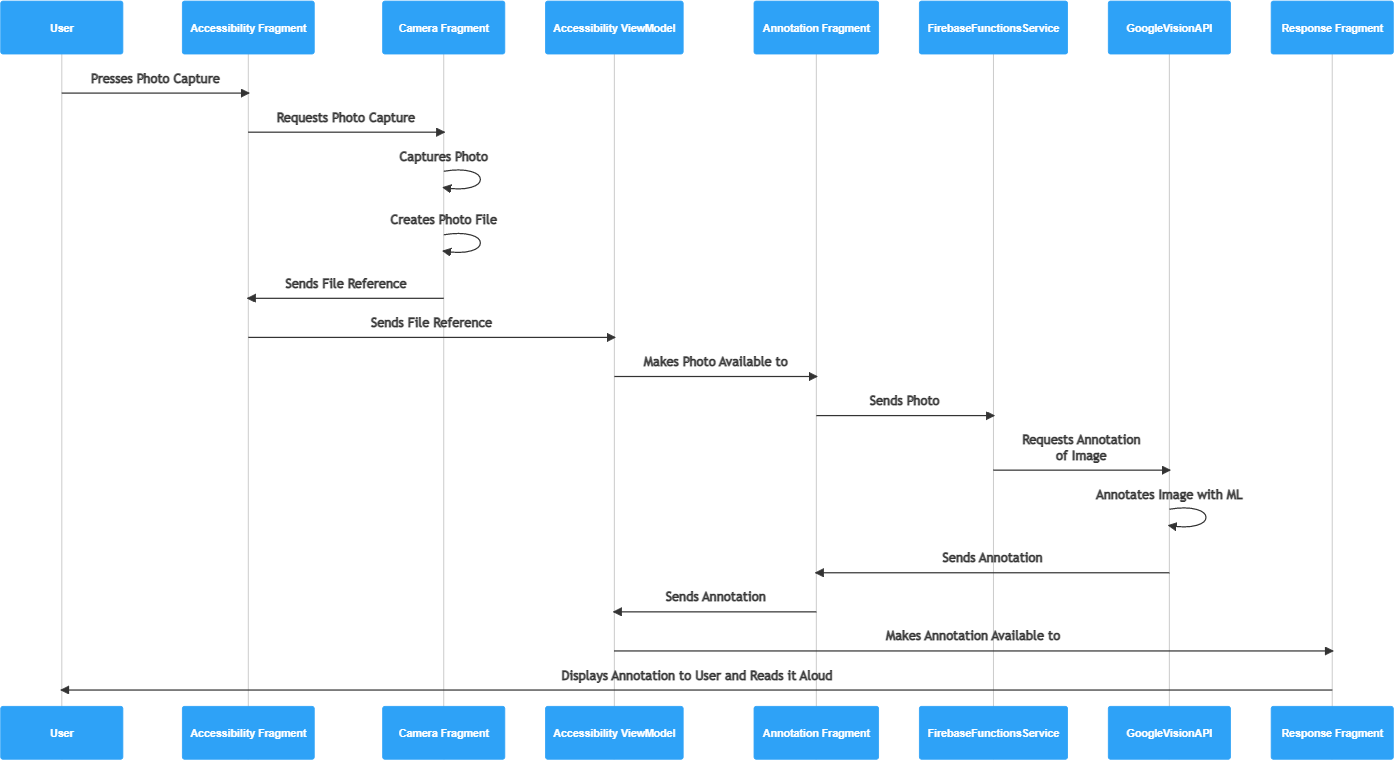 User
Accessibility Fragment
Camera Fragment
Accessibility ViewModel
Annotation Fragment
FirebaseFunctionsService
GoogleVisionAPI
Response Fragment
Presses Photo Capture
Requests Photo Capture
Captures Photo
Creates Photo File
Sends File Reference
Sends File Reference
Makes Photo Available to
Sends Photo
Requests Annotation
of Image
Annotates Image with ML
Sends Annotation
Sends Annotation
Makes Annotation Available to
Displays Annotation to User and Reads it Aloud
User
Accessibility Fragment
Camera Fragment
Accessibility ViewModel
Annotation Fragment
FirebaseFunctionsService
GoogleVisionAPI
Response Fragment